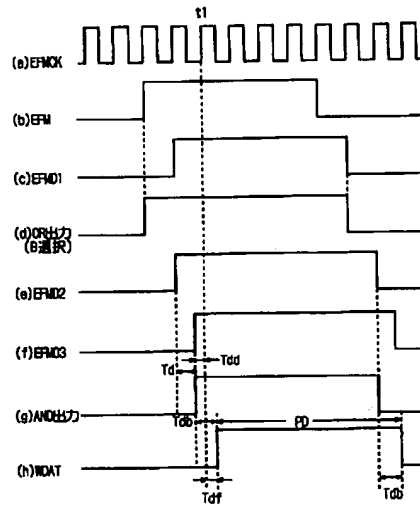 t1
(a)EFMCK
(b)EFM
(c)EFMD1
(d)OR出力
(B選択)
(e)EFMD2
(f)EFMD3
Tdd
Td
(g)AND出力
Tdb
PD
(h)WDAT
Tdf
Tdb